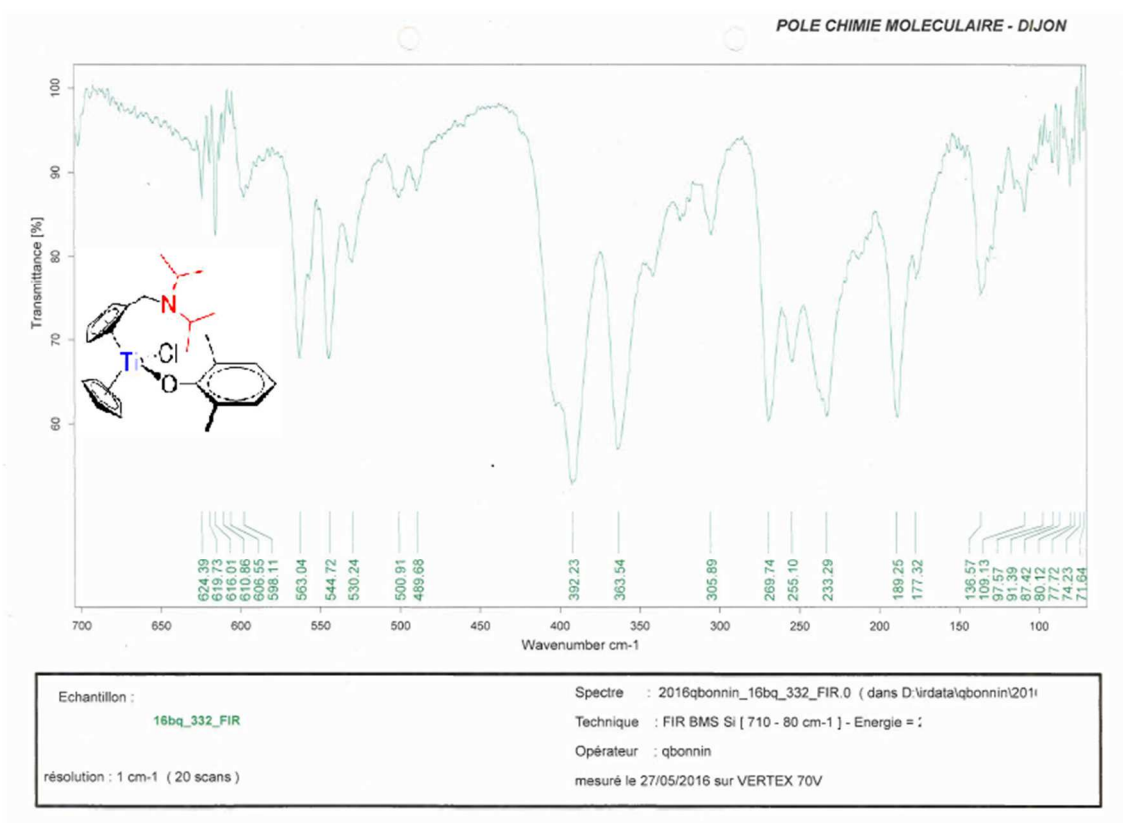 POLE CHIMIE MOLECULAIRE - DIJON
Transmittance [%]
100
90
80
70
60
N
Ti
Cl
O
624.39
619.73
616.01
610.86
606.55
598.11
563.04
544.72
530.24
500.91
489.68
392.23
363.54
305.89
269.74
255.10
233.29
189.25
177.32
136.57
109.13
97.57
91.39
87.42
80.12
77.72
74.23
71.64
700 650 600 550 500 450 400 350 300 250 200 150 100
Wavenumber cm-1
Echantillon :
16bq_332_FIR
résolution : 1 cm-1 ( 20 scans )
Spectre : 2016qbonnin_16bq_332_FIR.0 ( dans D:\irdata\qbonnin\201
Technique : FIR BMS Si [ 710 - 80 cm-1 ] - Energie =
Opérateur : qbonnin
mesuré le 27/05/2016 sur VERTEX 70V